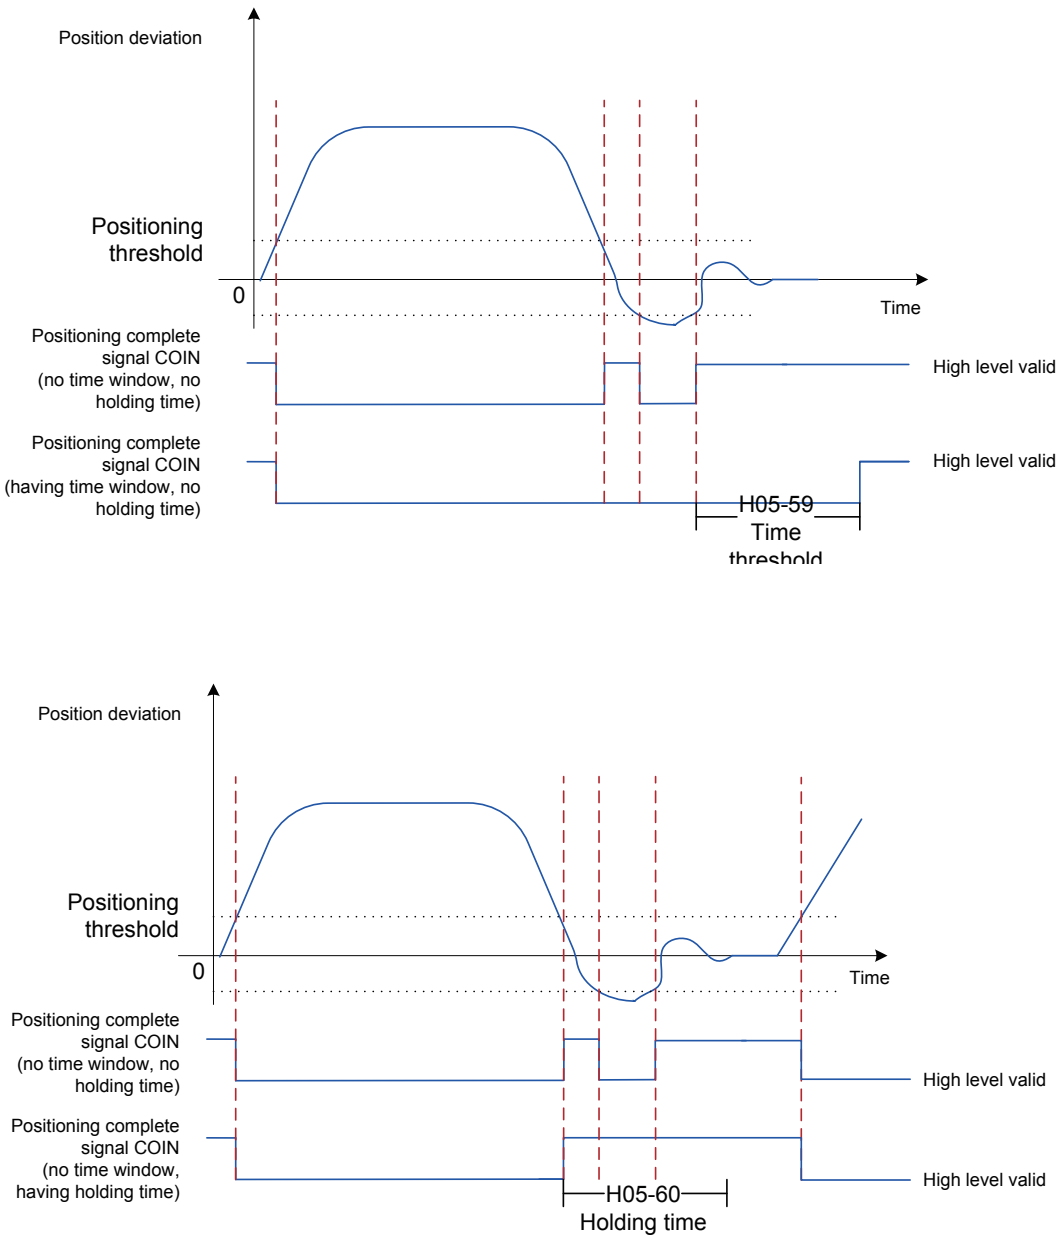 Position deviation
Positioning
threshold
0
Time
Positioning complete
signal COIN
(no time window, no
holding time)
High level valid
Positioning complete
signal COIN
(having time window, no
holding time)
High level valid
H05-59
Time
threshold
Position deviation
Positioning
threshold
0
Time
Positioning complete
signal COIN
(no time window, no
holding time)
High level valid
Positioning complete
signal COIN
(no time window,
having holding time)
High level valid
H05-60
Holding time